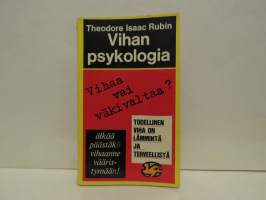 Theodore Isaac Rubin
Vihan
psykologia
Vihaa
vai
väkivaltaa?
älkää
päästäkö
vihaanne
vääris-
tymään!
TODELLINEN
VIHA ON
LÄMMINTÄ
JA
TERVEELLISTÄ